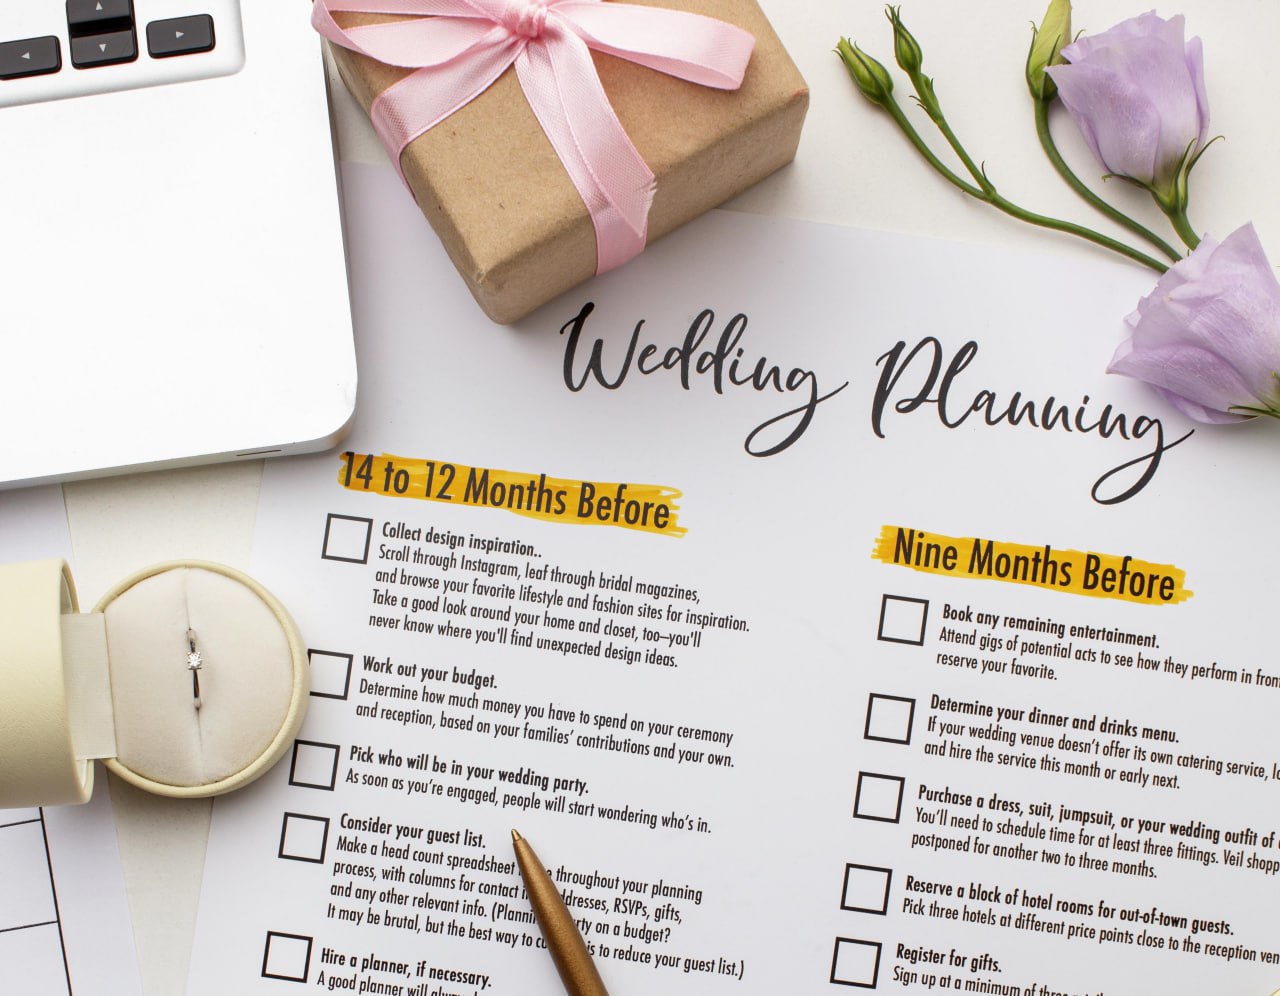 Wedding Planning
14 to 12 Months Before
Collect design inspiration..
Scroll through Instagram, leaf through bridal magazines,
and browse your favorite lifestyle and fashion sites for inspiration.
Take a good look around your home and closet, too—you'll
never know where you'll find unexpected design ideas.
Work out your budget.
Determine how much money you have to spend on your ceremony
and reception, based on your families' contributions and your own.
Pick who will be in your wedding party.
As soon as you're engaged, people will start wondering who's in.
Consider your guest list.
Make a head count spreadsheet throughout your planning
process, with columns for contact RSVPs, gifts,
and any other relevant info. on a budget?
It may be brutal, but the best way to is to reduce your guest list.)
Hire a planner, if necessary.
A good planner will
Nine Months Before
Book any remaining entertainment.
Attend gigs of potential acts to see how they perform in
reserve your favorite.
Determine your dinner and drinks menu.
If your wedding venue doesn't offer its own catering service,
and hire the service this month or early next.
Purchase a dress, suit, jumpsuit, or your wedding outfit of
You'll need to schedule time for at least three fittings. Veil
postponed for another two to three months.
Reserve a block of hotel rooms for out-of-town guests.
Pick three hotels at different price points close to the reception
Register for gifts.
Sign up at a minimum of